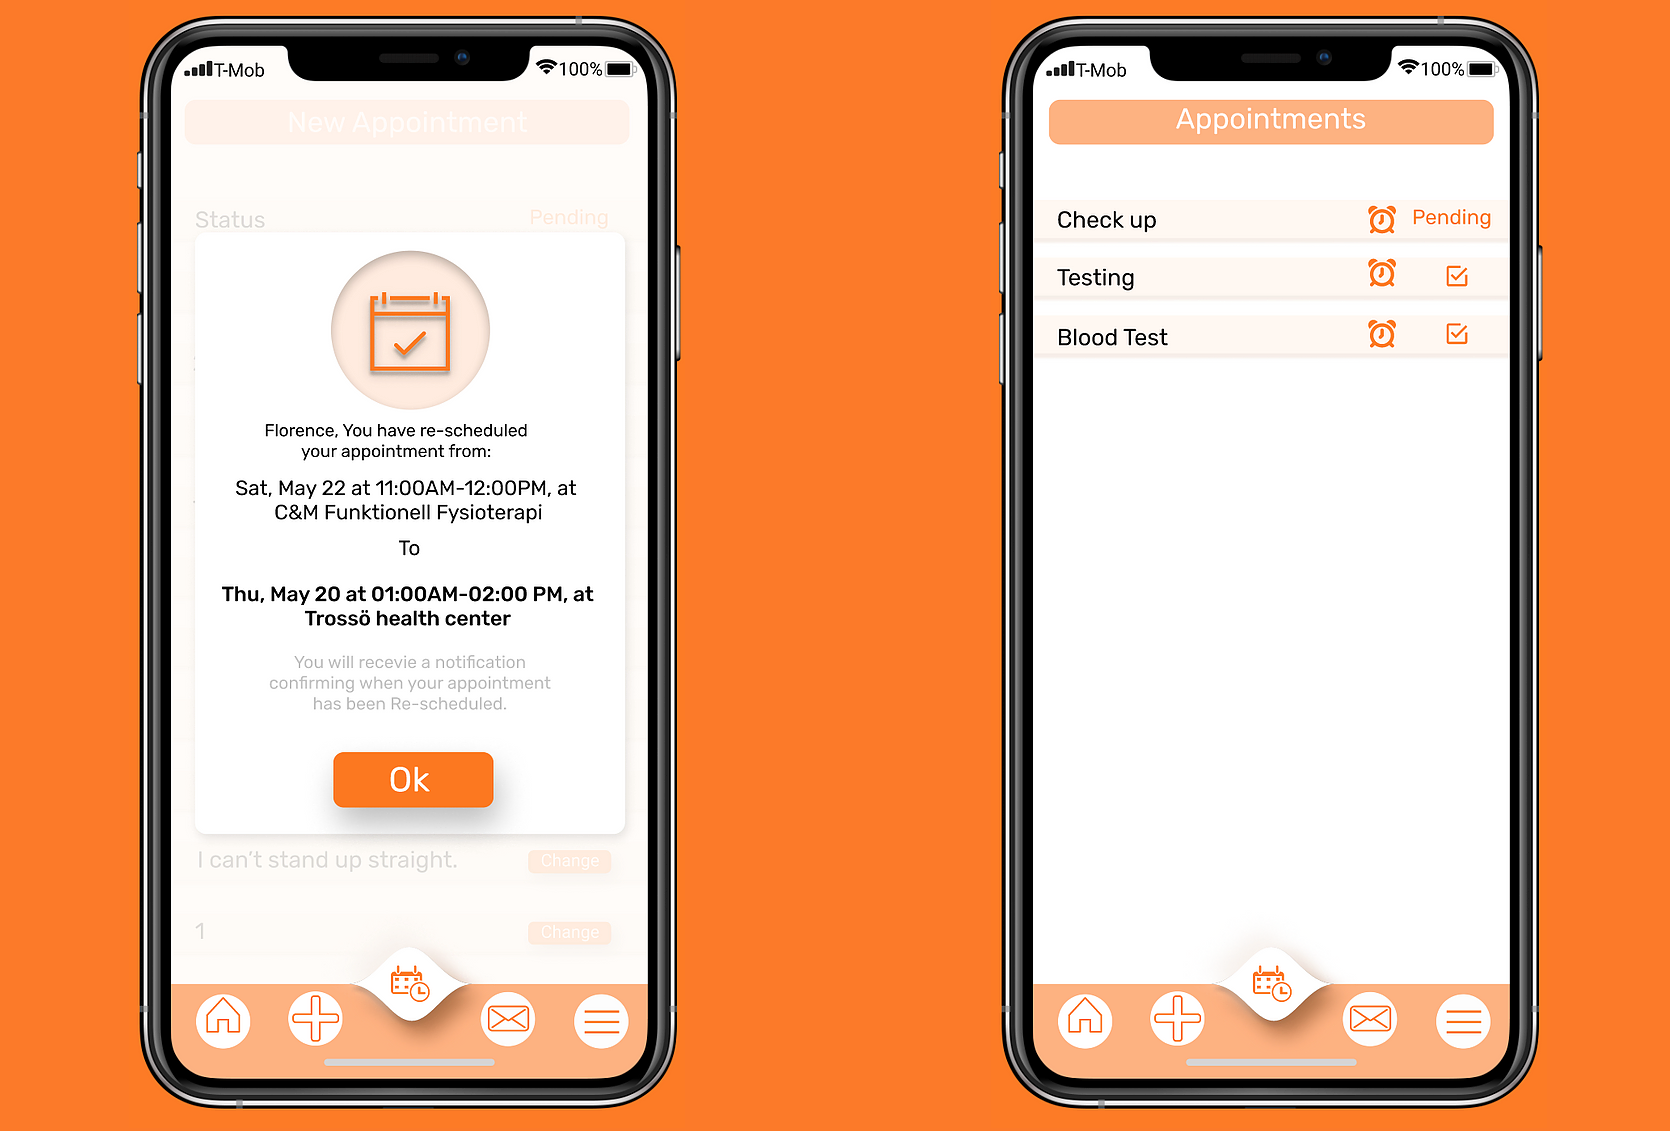 T-Mob 100%
New Appointment
Status Pending
Florence, You have re-scheduled
your appointment from:
Sat, May 22 at 11:00AM-12:00PM, at
C&M Funktionell Fysioterapi
To
Thu, May 20 at 01:00AM-02:00 PM, at
Trossö health center
You will recevie a notification
confirming when your appointment
has been Re-scheduled.
Ok
I can't stand up straight. Change
1 Change
T-Mob 100%
Appointments
Check up Pending
Testing
Blood Test